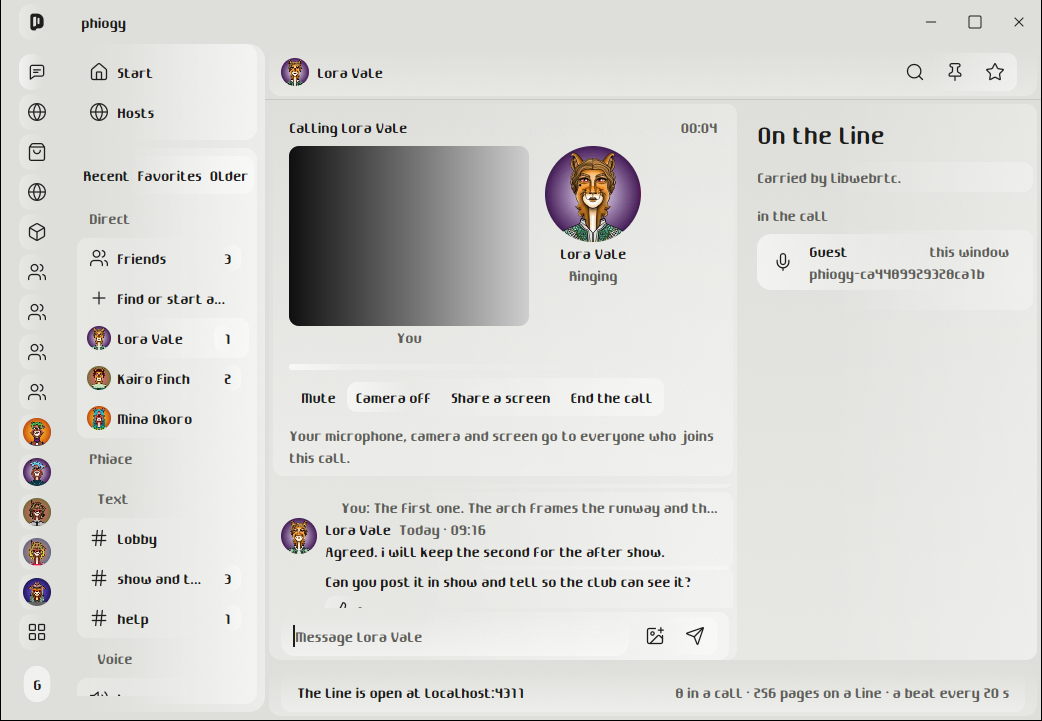 phiogy
Start
Hosts
Recent Favorites Older
Direct
Friends 3
Find or start a...
Lora Vale 1
Kairo Finch 2
Mina Okoro
Phiace
Text
Lobby
show and t... 3
help 1
Voice
G
Lora Vale
Calling Lora Vale 00:04
Lora Vale
Ringing
You
Mute Camera off Share a screen End the call
Your microphone, camera and screen go to everyone who joins
this call.
You: The first one. The arch frames the runway and th...
Lora Vale Today · 09:16
Agreed. i will keep the second for the after show.
Can you post it in show and tell so the club can see it?
Message Lora Vale
On the Line
Carried by Libwebrtc.
in the call
Guest this window
phiogy-ca4409929320ca1b
The Line is open at localhost:4311
0 in a call · 256 pages on a line · a beat every 20 s